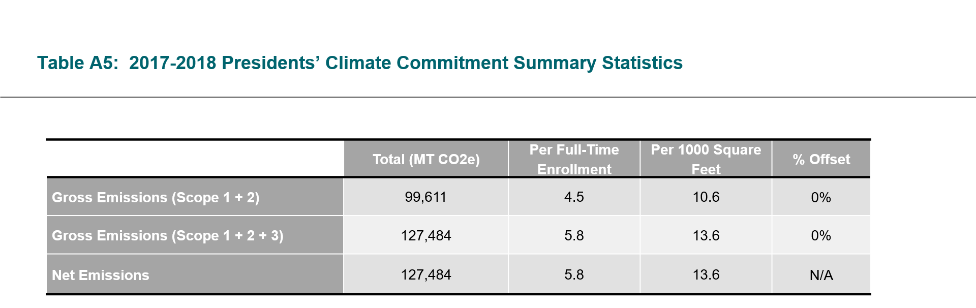 Table A5: 2017-2018 Presidents’ Climate Commitment Summary Statistics
Total (MT CO2e) Per Full-Time Enrollment Per 1000 Square Feet % Offset
Gross Emissions (Scope 1 + 2) 99,611 4.5 10.6 0%
Gross Emissions (Scope 1 + 2 + 3) 127,484 5.8 13.6 0%
Net Emissions 127,484 5.8 13.6 N/A